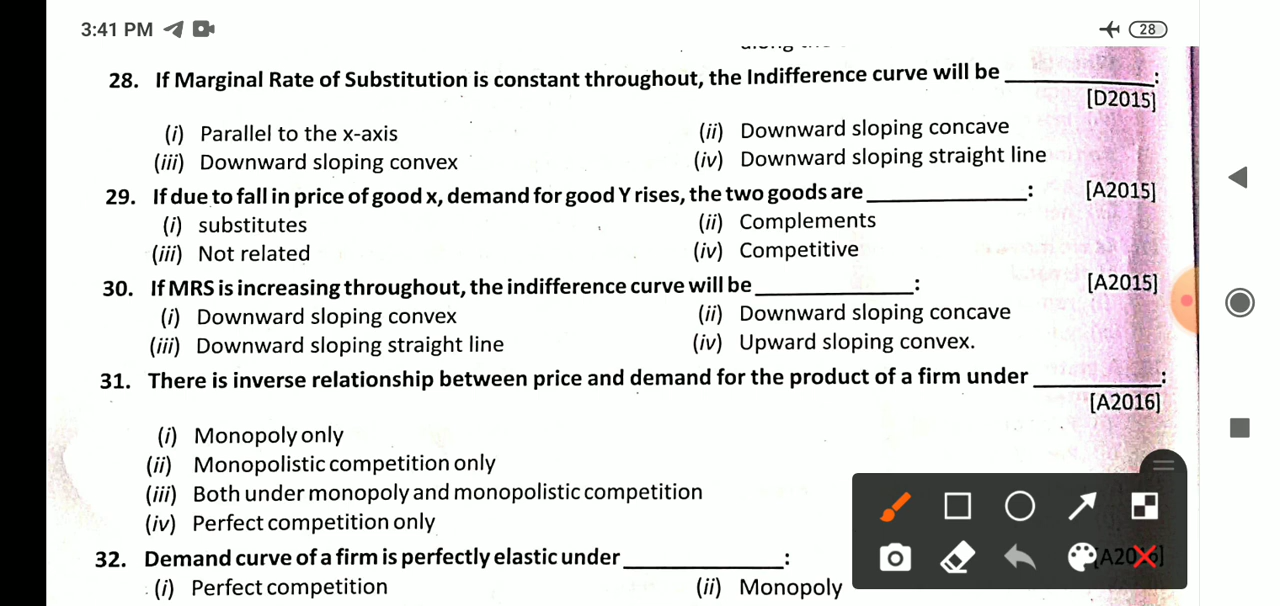 3:41 PM
28
28. If Marginal Rate of Substitution is constant throughout, the Indifference curve will be ____________:
[D2015]
(i) Parallel to the x-axis (ii) Downward sloping concave
(iii) Downward sloping convex (iv) Downward sloping straight line
29. If due to fall in price of good x, demand for good Y rises, the two goods are ____________: [A2015]
(i) substitutes (ii) Complements
(iii) Not related (iv) Competitive
30. If MRS is increasing throughout, the indifference curve will be ____________: [A2015]
(i) Downward sloping convex (ii) Downward sloping concave
(iii) Downward sloping straight line (iv) Upward sloping convex.
31. There is inverse relationship between price and demand for the product of a firm under ____________:
[A2016]
(i) Monopoly only
(ii) Monopolistic competition only
(iii) Both under monopoly and monopolistic competition
(iv) Perfect competition only
32. Demand curve of a firm is perfectly elastic under ____________:
(i) Perfect competition (ii) Monopoly